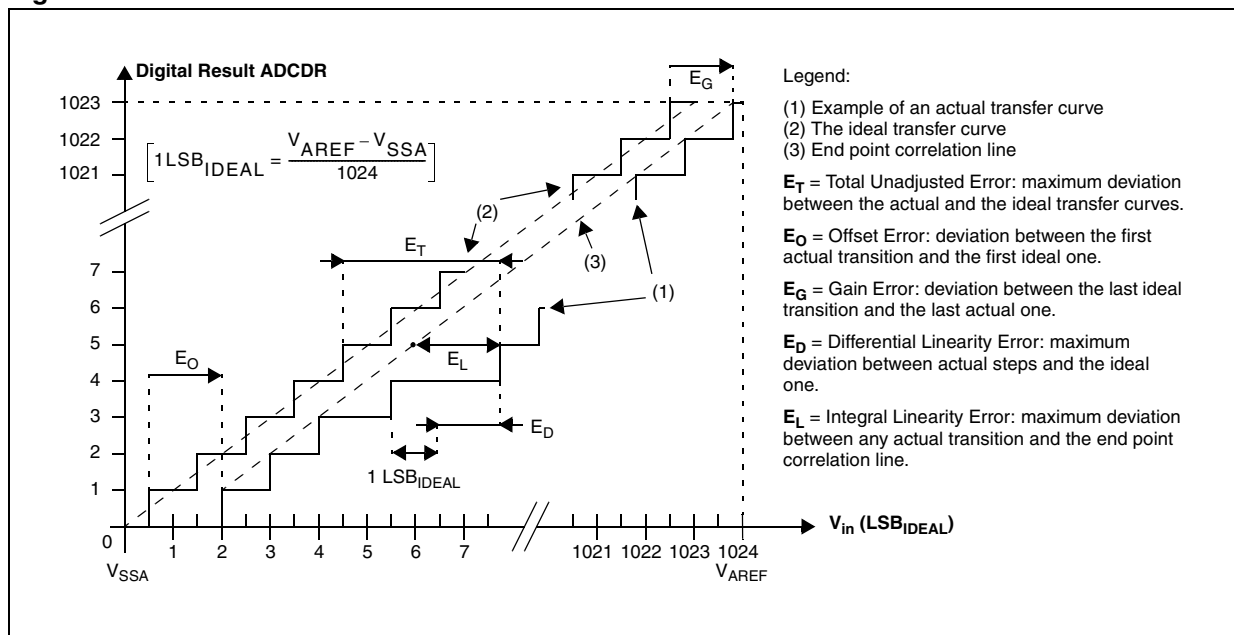 Digital Result ADCDR
E_G
1023
1022
1021
[1 LSB_IDEAL = (V_AREF – V_SSA) / 1024]
(2)
E_T
(3)
(1)
7
6
5
4
3
2
1
0
E_O
E_L
E_D
1 LSB_IDEAL
1 2 3 4 5 6 7 1021 1022 1023 1024
V_in (LSB_IDEAL)
V_SSA
V_AREF
Legend:
(1) Example of an actual transfer curve
(2) The ideal transfer curve
(3) End point correlation line
E_T = Total Unadjusted Error: maximum deviation
between the actual and the ideal transfer curves.
E_O = Offset Error: deviation between the first
actual transition and the first ideal one.
E_G = Gain Error: deviation between the last ideal
transition and the last actual one.
E_D = Differential Linearity Error: maximum
deviation between actual steps and the ideal
one.
E_L = Integral Linearity Error: maximum deviation
between any actual transition and the end point
correlation line.